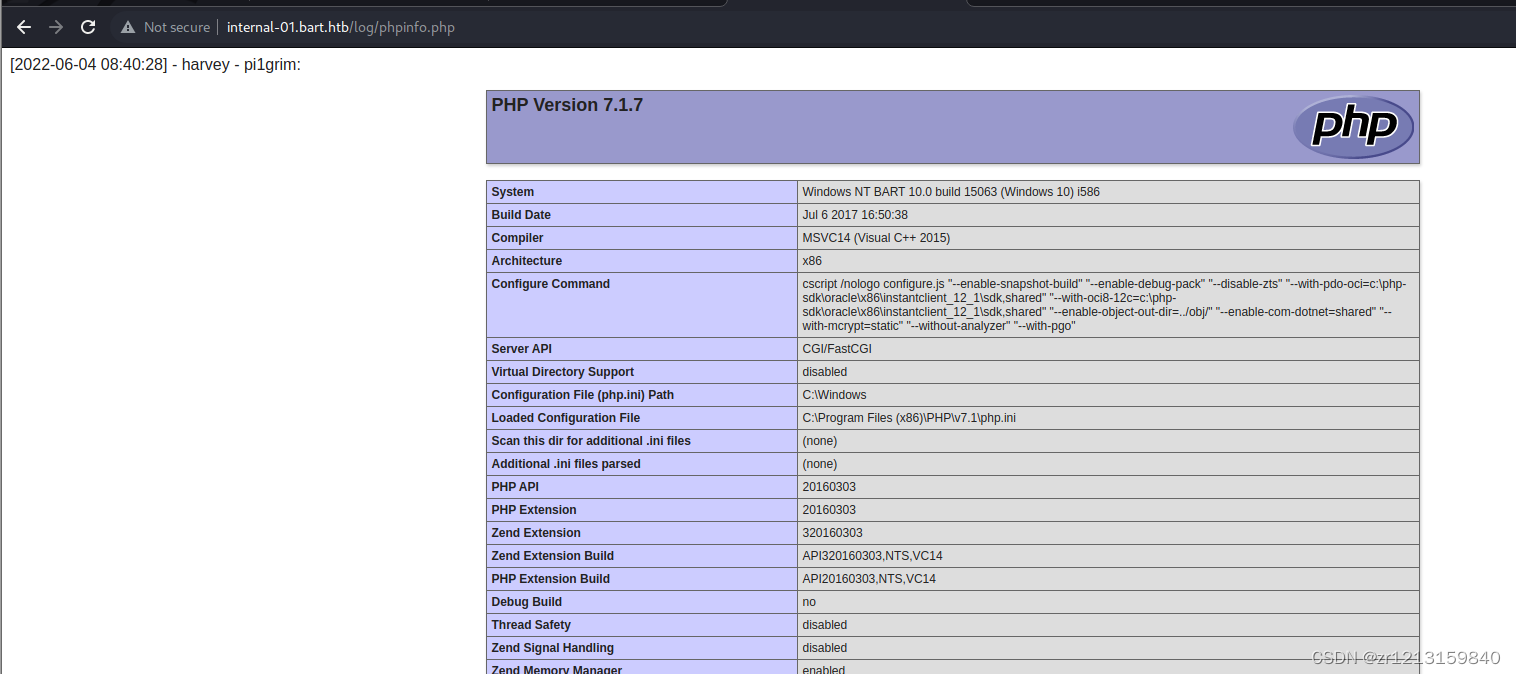 Not secure internal-01.bart.htb/log/phpinfo.php
[2022-06-04 08:40:28] - harvey - pi1grim:
PHP Version 7.1.7
php
System Windows NT BART 10.0 build 15063 (Windows 10) i586
Build Date Jul 6 2017 16:50:38
Compiler MSVC14 (Visual C++ 2015)
Architecture x86
Configure Command cscript /nologo configure.js "--enable-snapshot-build" "--enable-debug-pack" "--disable-zts" "--with-pdo-oci=c:\php-
sdk\oracle\x86\instantclient_12_1\sdk,shared" "--with-oci8-12c=c:\php-
sdk\oracle\x86\instantclient_12_1\sdk,shared" "--enable-object-out-dir=../obj/" "--enable-com-dotnet=shared" "--
with-mcrypt=static" "--without-analyzer" "--with-pgo"
Server API CGI/FastCGI
Virtual Directory Support disabled
Configuration File (php.ini) Path C:\Windows
Loaded Configuration File C:\Program Files (x86)\PHP\v7.1\php.ini
Scan this dir for additional .ini files (none)
Additional .ini files parsed (none)
PHP API 20160303
PHP Extension 20160303
Zend Extension 320160303
Zend Extension Build API320160303,NTS,VC14
PHP Extension Build API20160303,NTS,VC14
Debug Build no
Thread Safety disabled
Zend Signal Handling disabled
Zend Memory Manager enabled
CSDN @zr1213159840